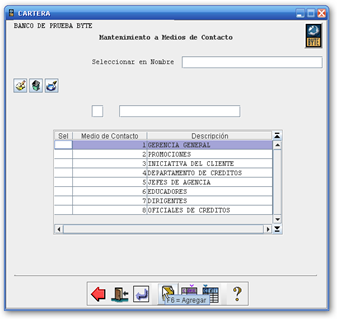 CARTERA
BANCO DE PRUEBA BYTE
Mantenimiento a Medios de Contacto
BYTE
Seleccionar en Nombre
Sel Medio de Contacto Descripción
1 GERENCIA GENERAL
2 PROMOCIONES
3 INICIATIVA DEL CLIENTE
4 DEPARTAMENTO DE CREDITOS
5 JEFES DE AGENCIA
6 EDUCADORES
7 DIRIGENTES
8 OFICIALES DE CREDITOS
?
F6 = Agregar